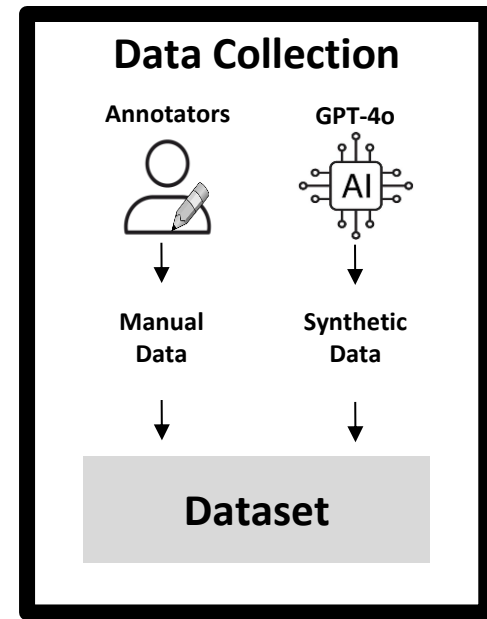 Data Collection
Annotators
GPT-4o
AI
Manual
Data
Synthetic
Data
Dataset